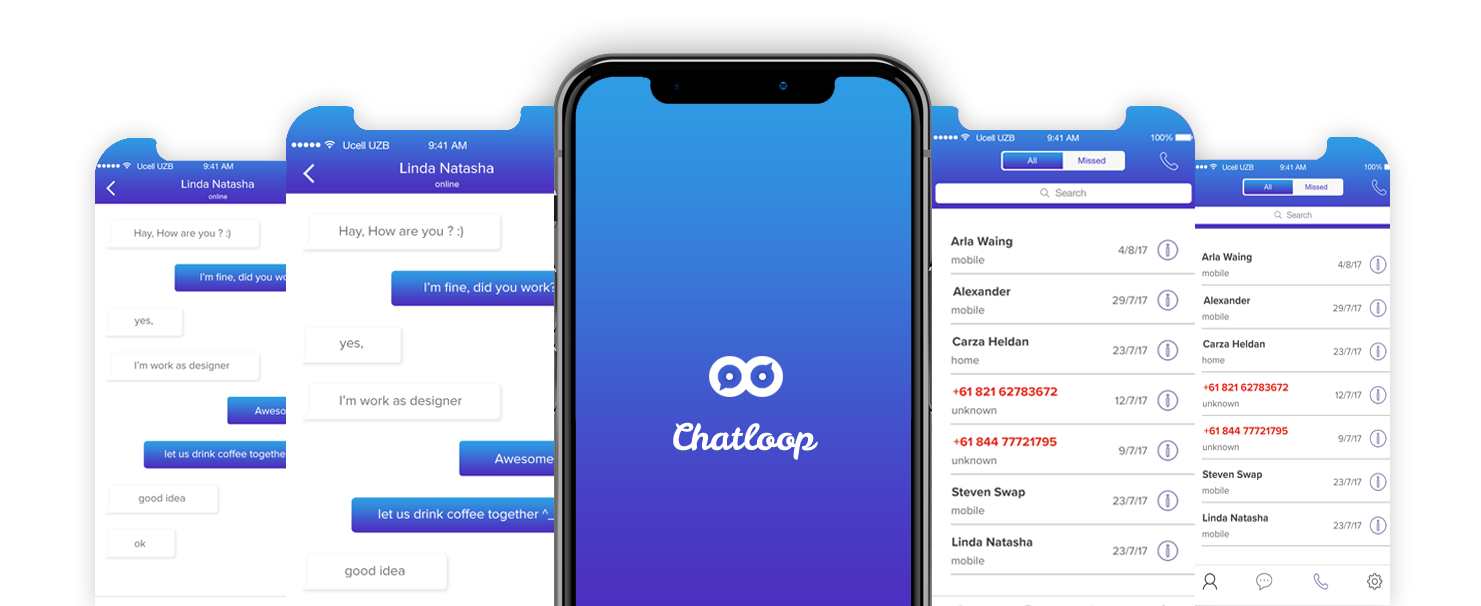 Ucell UZB 9:41 AM
Linda Natasha
online
Hay, How are you ? :)
I'm fine, did you wo
yes,
I'm work as designer
Aweso
let us drink coffee togethe
good idea
ok
Ucell UZB 9:41 AM
Linda Natasha
online
Hay, How are you ? :)
I'm fine, did you work?
yes,
I'm work as designer
Awesome
let us drink coffee together ^_
good idea
Chatloop
Ucell UZB 9:41 AM 100%
All Missed
Search
Arla Waing
mobile 4/8/17
Alexander
mobile 29/7/17
Carza Heldan
home 23/7/17
+61 821 62783672
unknown 12/7/17
+61 844 77721795
unknown 9/7/17
Steven Swap
mobile 23/7/17
Linda Natasha
mobile 23/7/17
Ucell UZB 9:41 AM 100%
All Missed
Search
Arla Waing
mobile 4/8/17
Alexander
mobile 29/7/17
Carza Heldan
home 23/7/17
+61 821 62783672
unknown 12/7/17
+61 844 77721795
unknown 9/7/17
Steven Swap
mobile 23/7/17
Linda Natasha
mobile 23/7/17